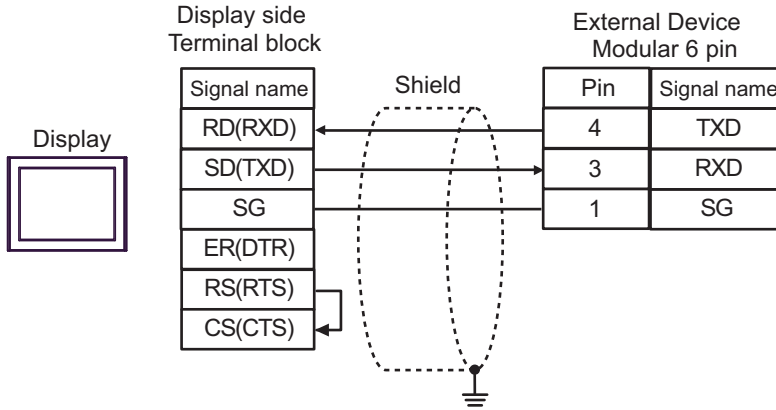 Display side
Terminal block
External Device
Modular 6 pin
Display
Shield
Signal name
RD(RXD)
SD(TXD)
SG
ER(DTR)
RS(RTS)
CS(CTS)
Pin Signal name
4 TXD
3 RXD
1 SG